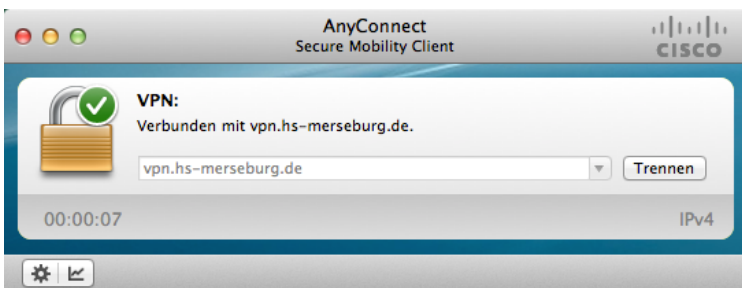 AnyConnect
Secure Mobility Client
CISCO
VPN:
Verbunden mit vpn.hs-merseburg.de.
vpn.hs-merseburg.de
Trennen
00:00:07
IPv4